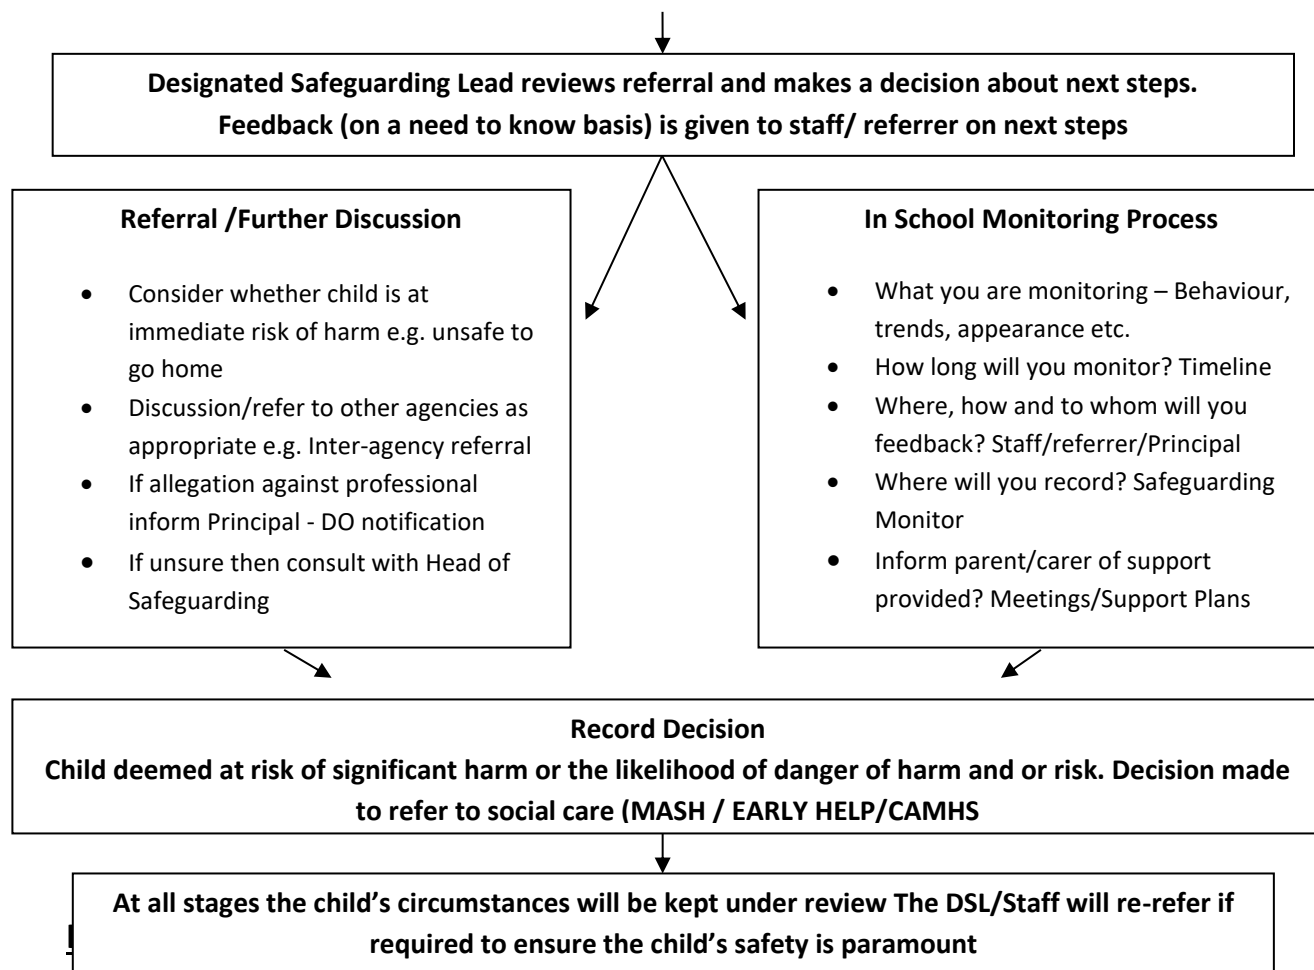 Designated Safeguarding Lead reviews referral and makes a decision about next steps.
Feedback (on a need to know basis) is given to staff/ referrer on next steps
Referral /Further Discussion
• Consider whether child is at
immediate risk of harm e.g. unsafe to
go home
• Discussion/refer to other agencies as
appropriate e.g. Inter-agency referral
• If allegation against professional
inform Principal - DO notification
• If unsure then consult with Head of
Safeguarding
In School Monitoring Process
• What you are monitoring – Behaviour,
trends, appearance etc.
• How long will you monitor? Timeline
• Where, how and to whom will you
feedback? Staff/referrer/Principal
• Where will you record? Safeguarding
Monitor
• Inform parent/carer of support
provided? Meetings/Support Plans
Record Decision
Child deemed at risk of significant harm or the likelihood of danger of harm and or risk. Decision made
to refer to social care (MASH / EARLY HELP/CAMHS
At all stages the child’s circumstances will be kept under review The DSL/Staff will re-refer if
required to ensure the child’s safety is paramount